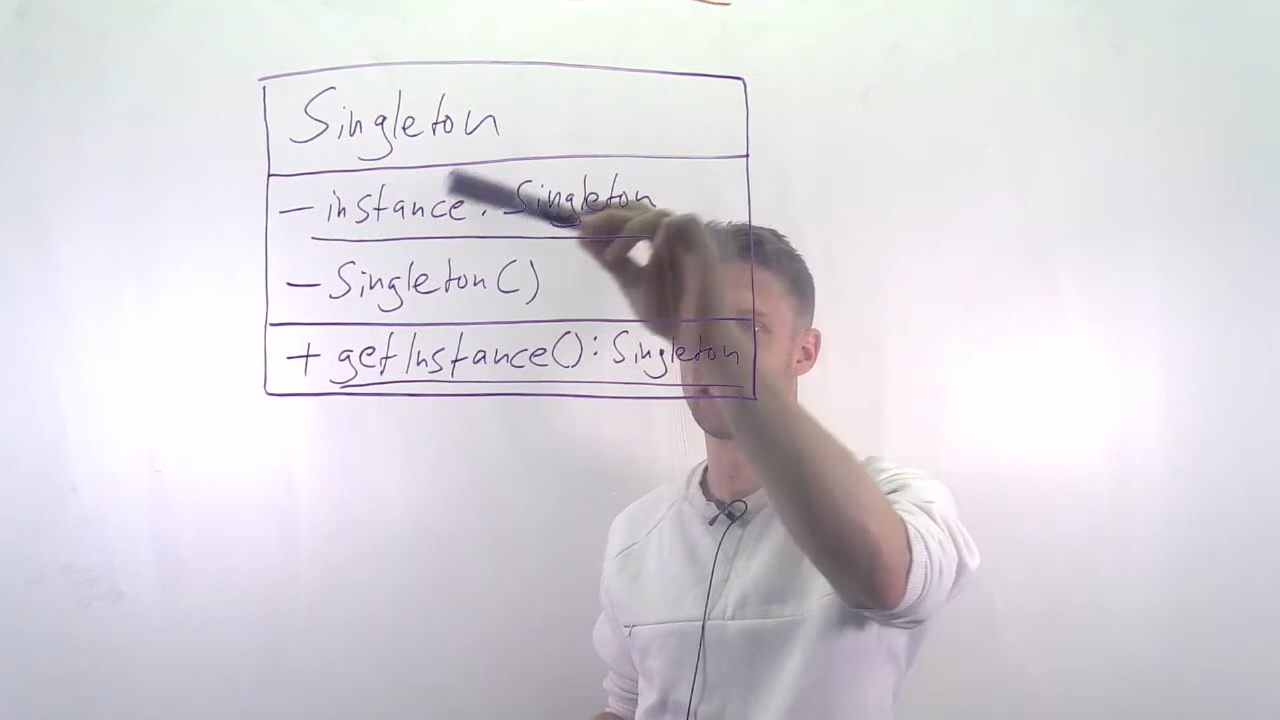 Singleton
- instance : Singleton
- Singleton()
+ getInstance() : Singleton